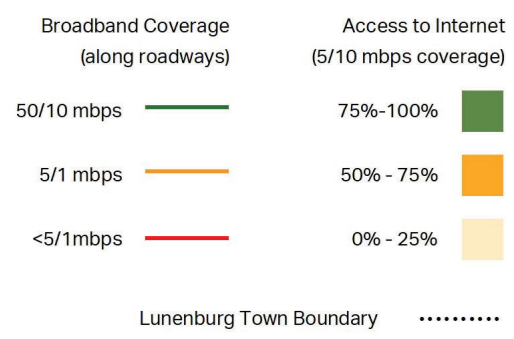 Broadband Coverage
(along roadways)
50/10 mbps
5/1 mbps
<5/1mbps
Access to Internet
(5/10 mbps coverage)
75%-100%
50% - 75%
0% - 25%
Lunenburg Town Boundary